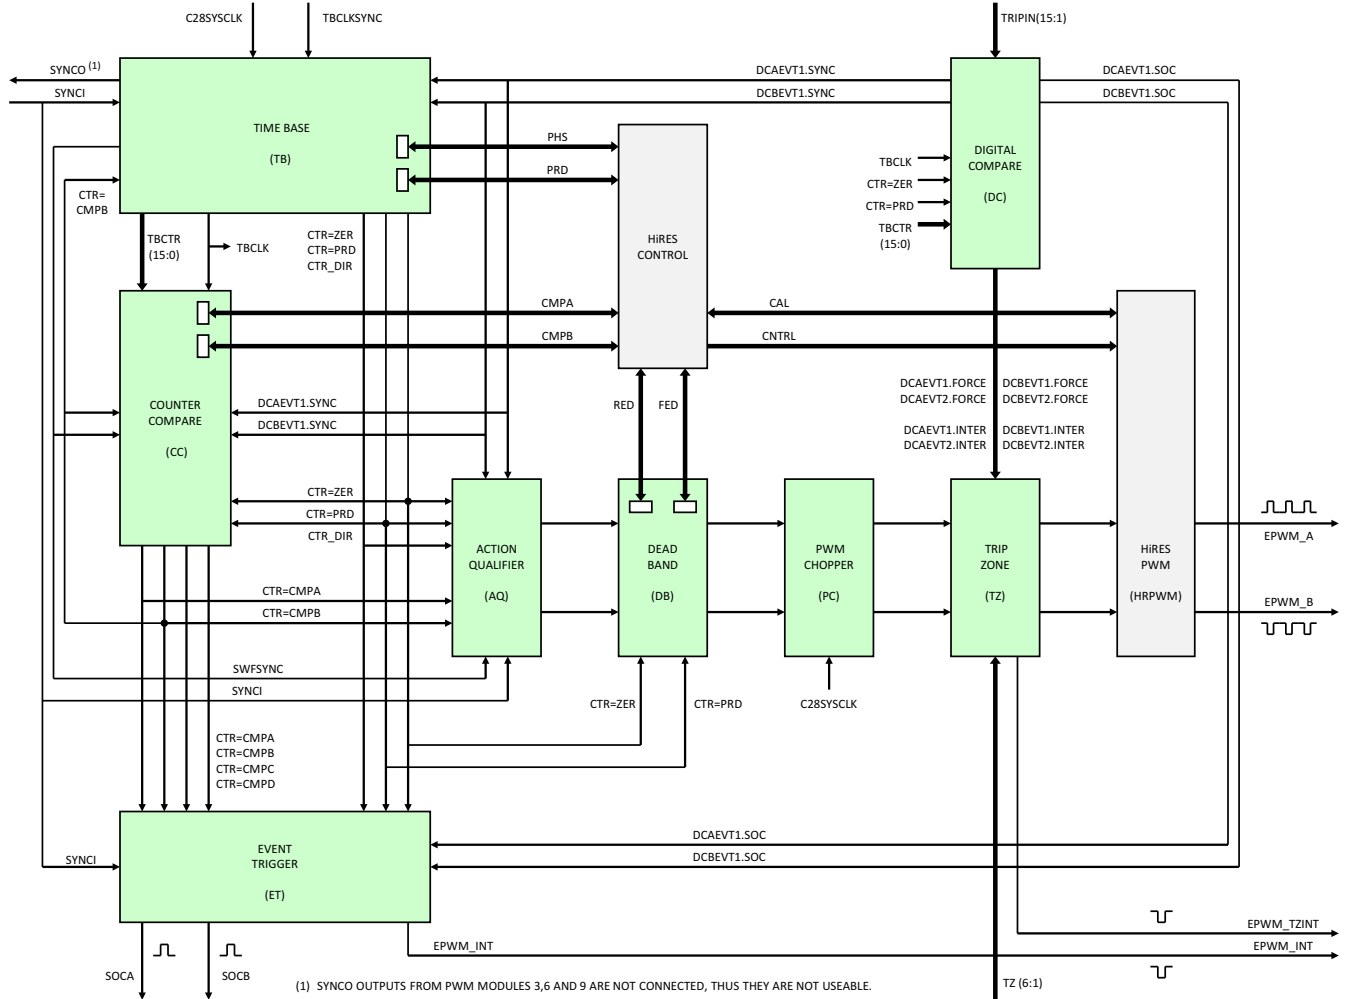 C28SYSCLK
TBCLKSYNC
TRIPIN(15:1)
SYNCO (1)
SYNCI
TIME BASE
(TB)
DCAEVT1.SYNC
DCBEVT1.SYNC
DCAEVT1.SOC
DCBEVT1.SOC
PHS
PRD
DIGITAL
COMPARE
(DC)
TBCLK
CTR=ZER
CTR=PRD
TBCTR
(15:0)
CTR=
CMPB
TBCTR
(15:0)
TBCLK
CTR=ZER
CTR=PRD
CTR_DIR
HiRES
CONTROL
CMPA
CMPB
CAL
CNTRL
COUNTER
COMPARE
(CC)
DCAEVT1.SYNC
DCBEVT1.SYNC
RED
FED
DCAEVT1.FORCE
DCAEVT2.FORCE
DCBEVT1.FORCE
DCBEVT2.FORCE
DCAEVT1.INTER
DCAEVT2.INTER
DCBEVT1.INTER
DCBEVT2.INTER
CTR=ZER
CTR=PRD
CTR_DIR
ACTION
QUALIFIER
(AQ)
DEAD
BAND
(DB)
PWM
CHOPPER
(PC)
TRIP
ZONE
(TZ)
HiRES
PWM
(HRPWM)
EPWM_A
EPWM_B
CTR=CMPA
CTR=CMPB
SWFSYNC
SYNCI
CTR=ZER
CTR=PRD
C28SYSCLK
CTR=CMPA
CTR=CMPB
CTR=CMPC
CTR=CMPD
SYNCI
EVENT
TRIGGER
(ET)
DCAEVT1.SOC
DCBEVT1.SOC
EPWM_TZINT
EPWM_INT
EPWM_INT
SOCA
SOCB
TZ (6:1)
(1) SYNCO OUTPUTS FROM PWM MODULES 3,6 AND 9 ARE NOT CONNECTED, THUS THEY ARE NOT USEABLE.